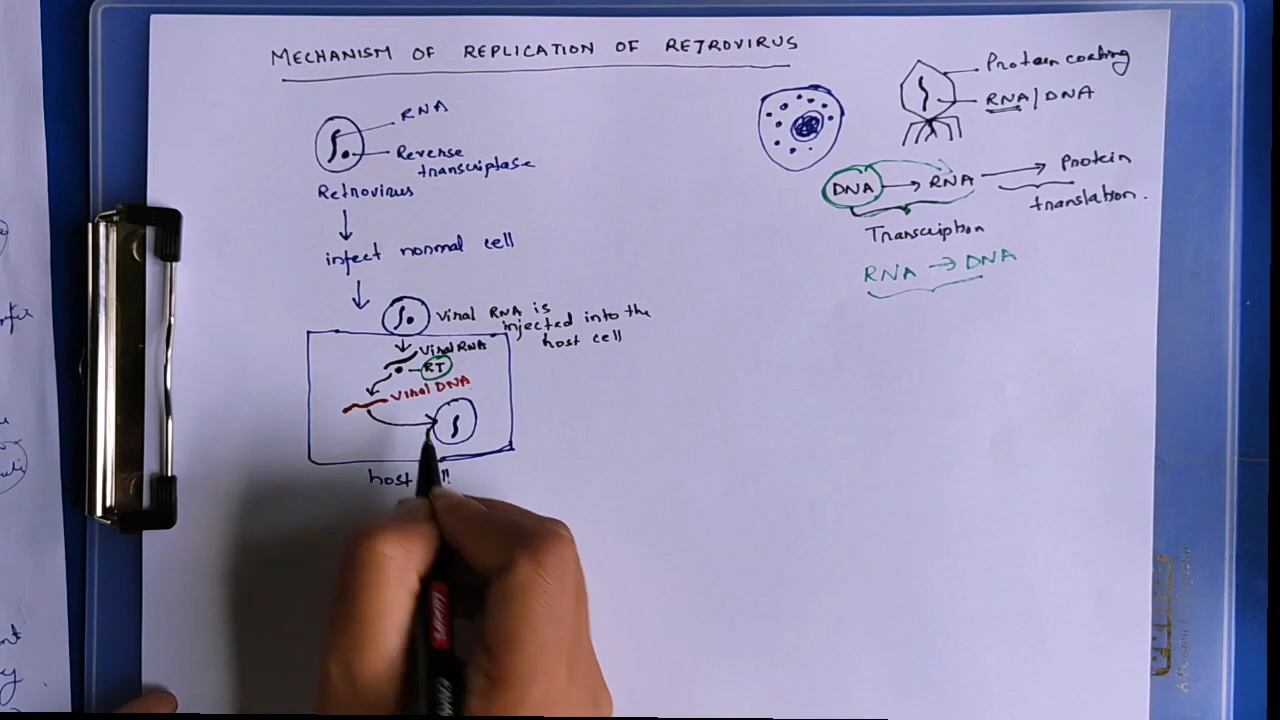 MECHANISM OF REPLICATION OF RETROVIRUS
RNA
Reverse
transcriptase
Retrovirus
infect normal cell
Viral RNA is
injected into the
host cell
Viral RNA
RT
Viral DNA
host
Protein coating
RNA/DNA
DNA → RNA → Protein
translation.
Transcription
RNA → DNA